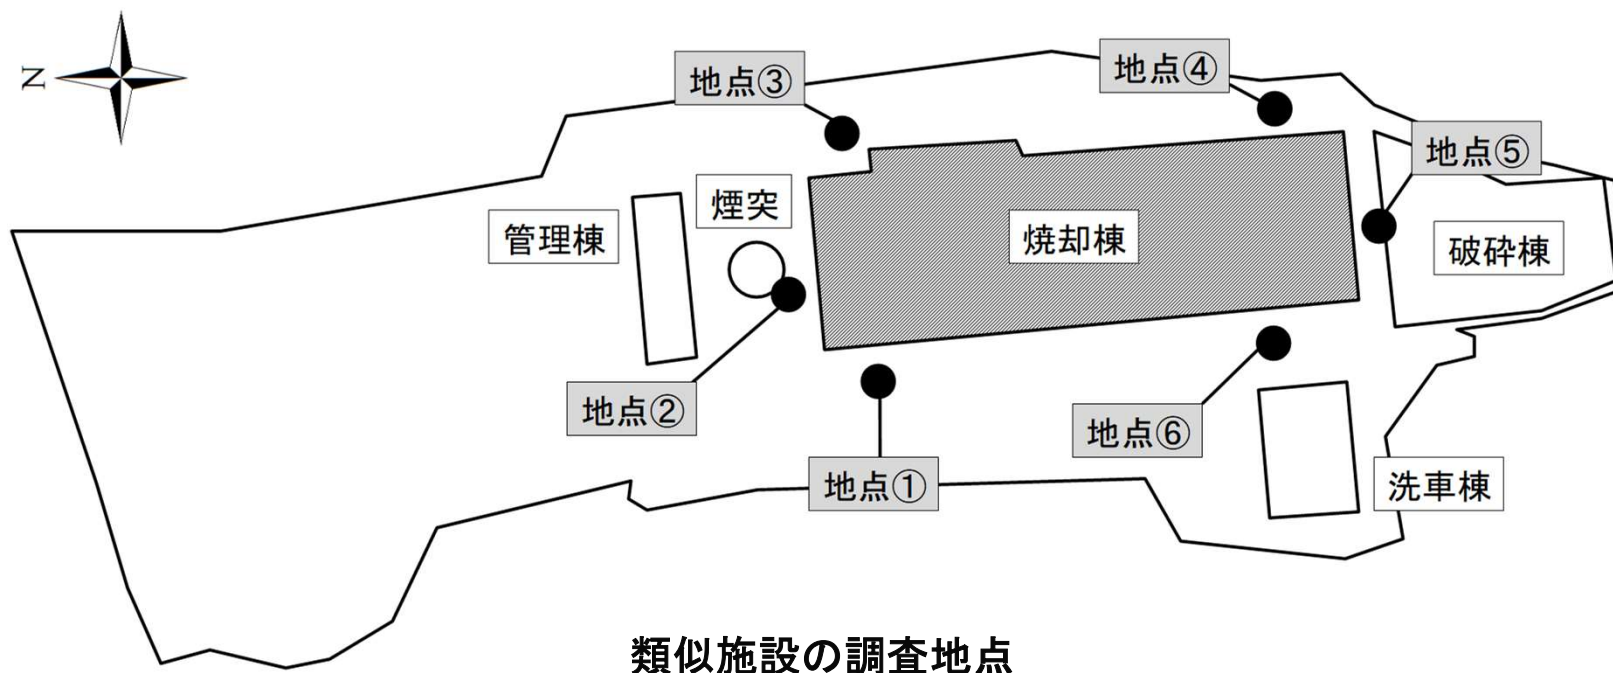 N
地点③
地点④
地点⑤
煙突
管理棟
焼却棟
破砕棟
地点②
地点⑥
地点①
洗車棟
類似施設の調査地点